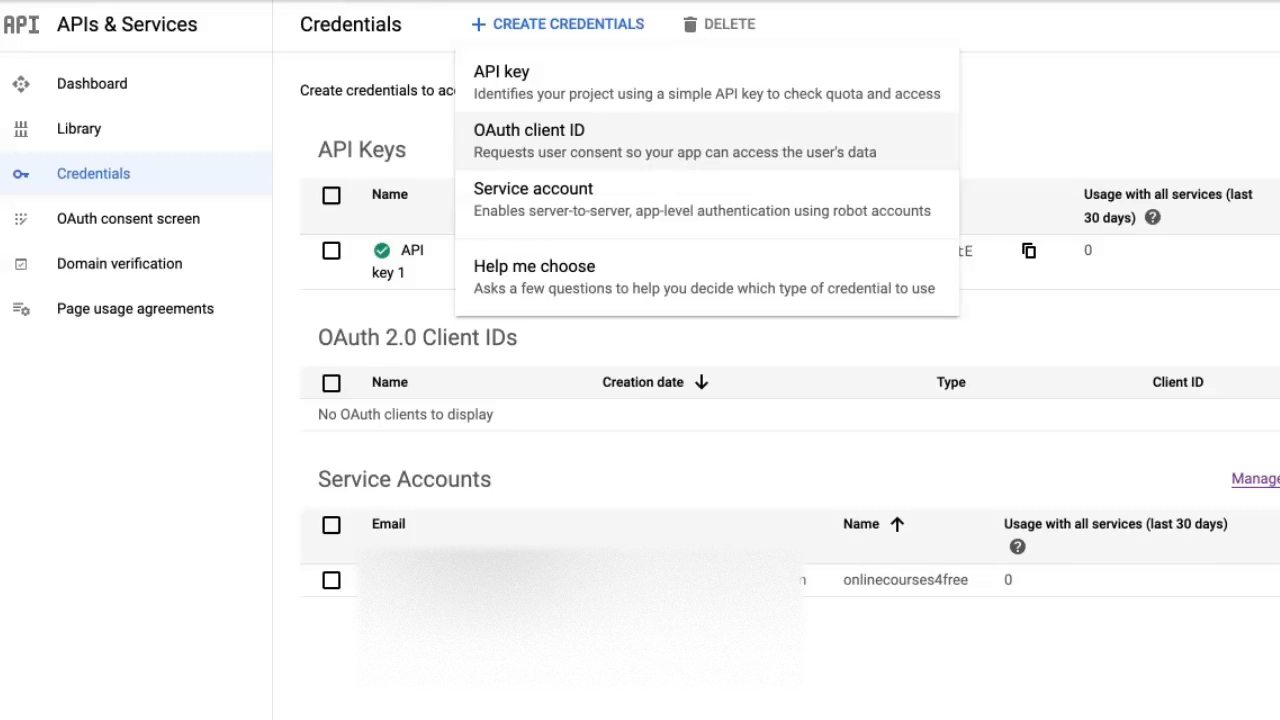 API APIs & Services
Credentials
CREATE CREDENTIALS
DELETE
Dashboard
Library
Credentials
OAuth consent screen
Domain verification
Page usage agreements
Create credentials to
API key
Identifies your project using a simple API key to check quota and access
OAuth client ID
Requests user consent so your app can access the user's data
Service account
Enables server-to-server, app-level authentication using robot accounts
Help me choose
Asks a few questions to help you decide which type of credential to use
API Keys
Name
Usage with all services (last
30 days)
API
key 1
tE
0
OAuth 2.0 Client IDs
Name
Creation date
Type
Client ID
No OAuth clients to display
Service Accounts
Manage
Email
Name
Usage with all services (last 30 days)
onlinecourses4free
0